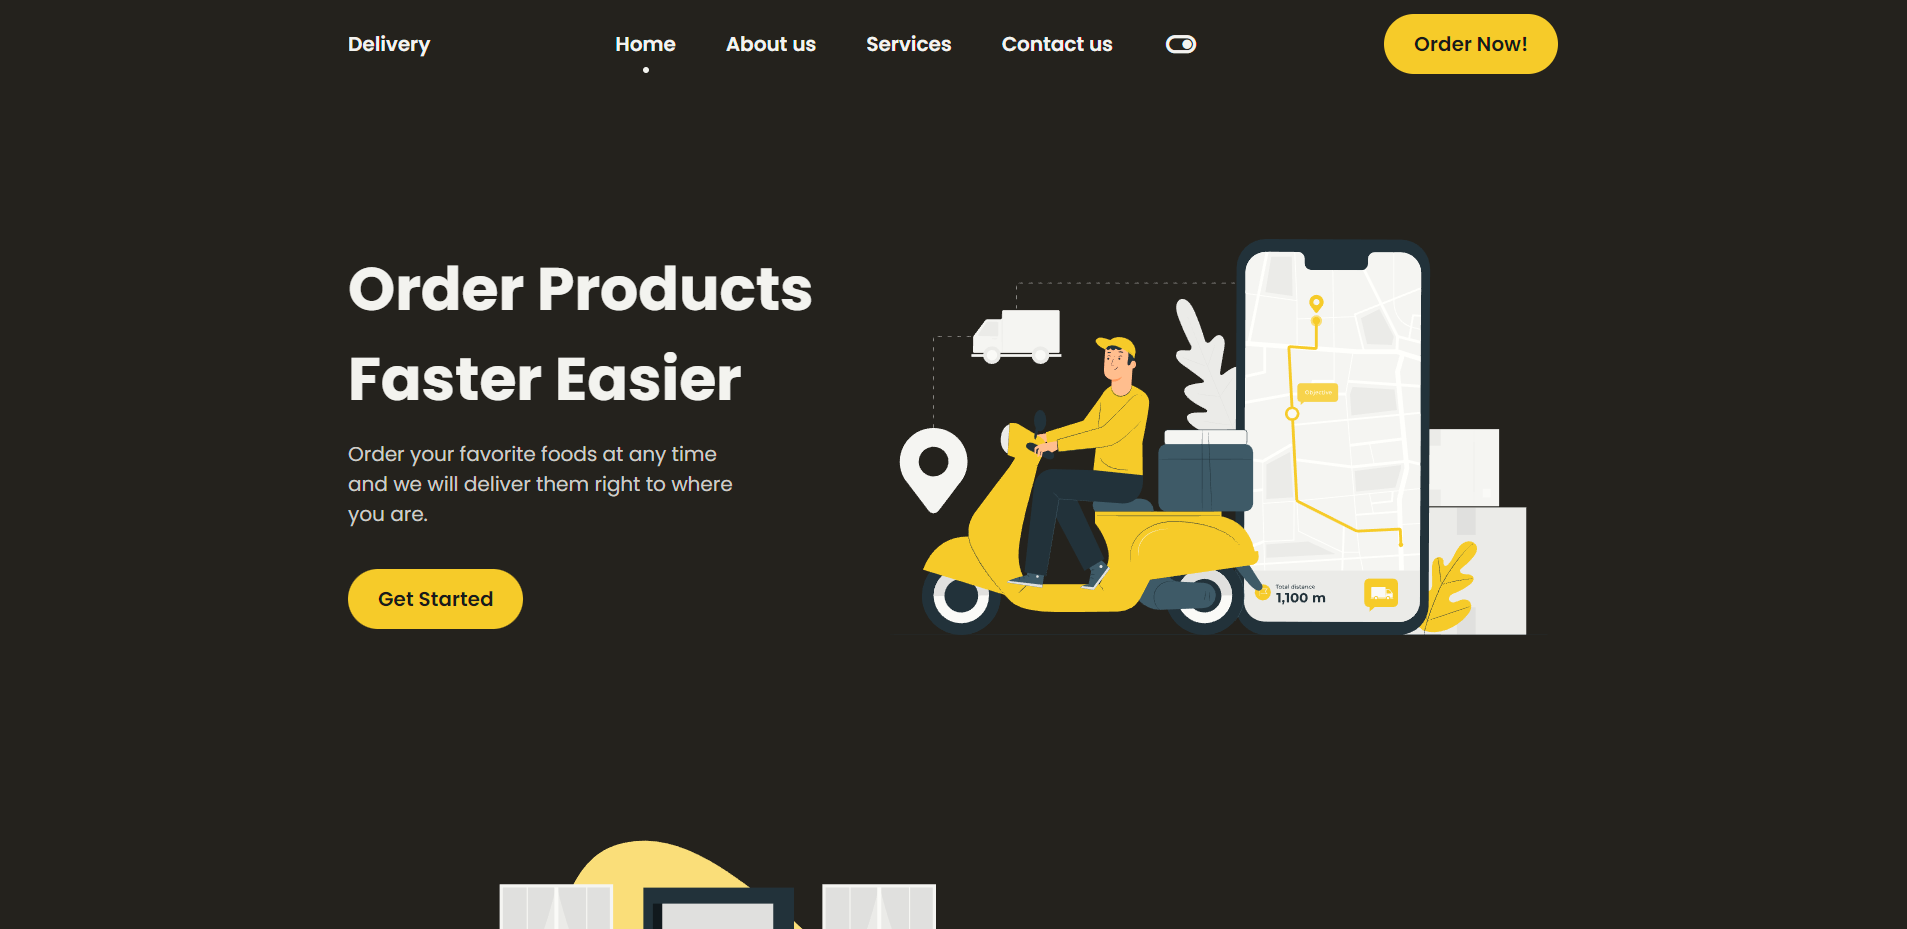 Delivery
Home
About us
Services
Contact us
Order Now!
Order Products
Faster Easier
Order your favorite foods at any time
and we will deliver them right to where
you are.
Get Started
Objective
Total distance
1,100 m